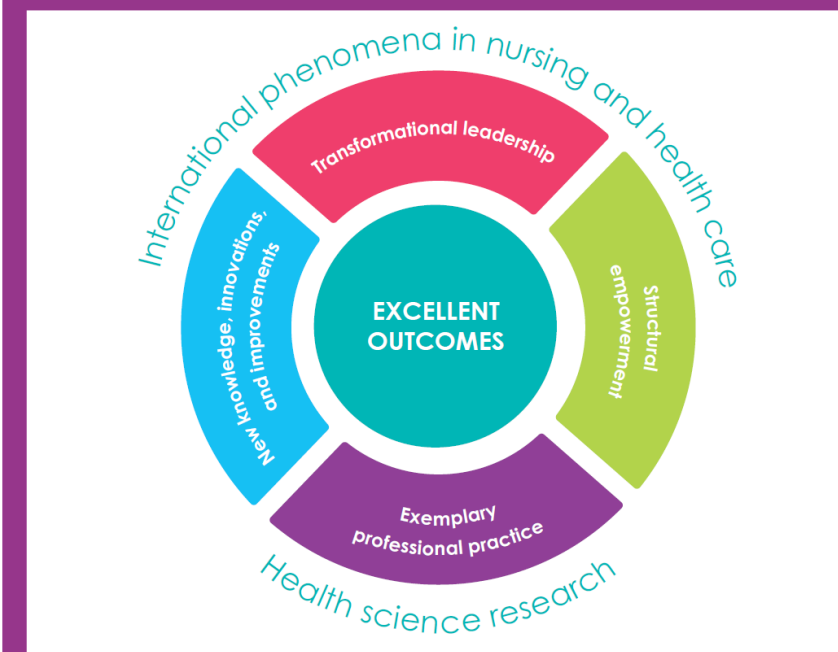 International phenomena in nursing and health care
Transformational leadership
Structural
empowerment
EXCELLENT
OUTCOMES
New knowledge, innovations,
and improvements
Exemplary
professional practice
Health science research